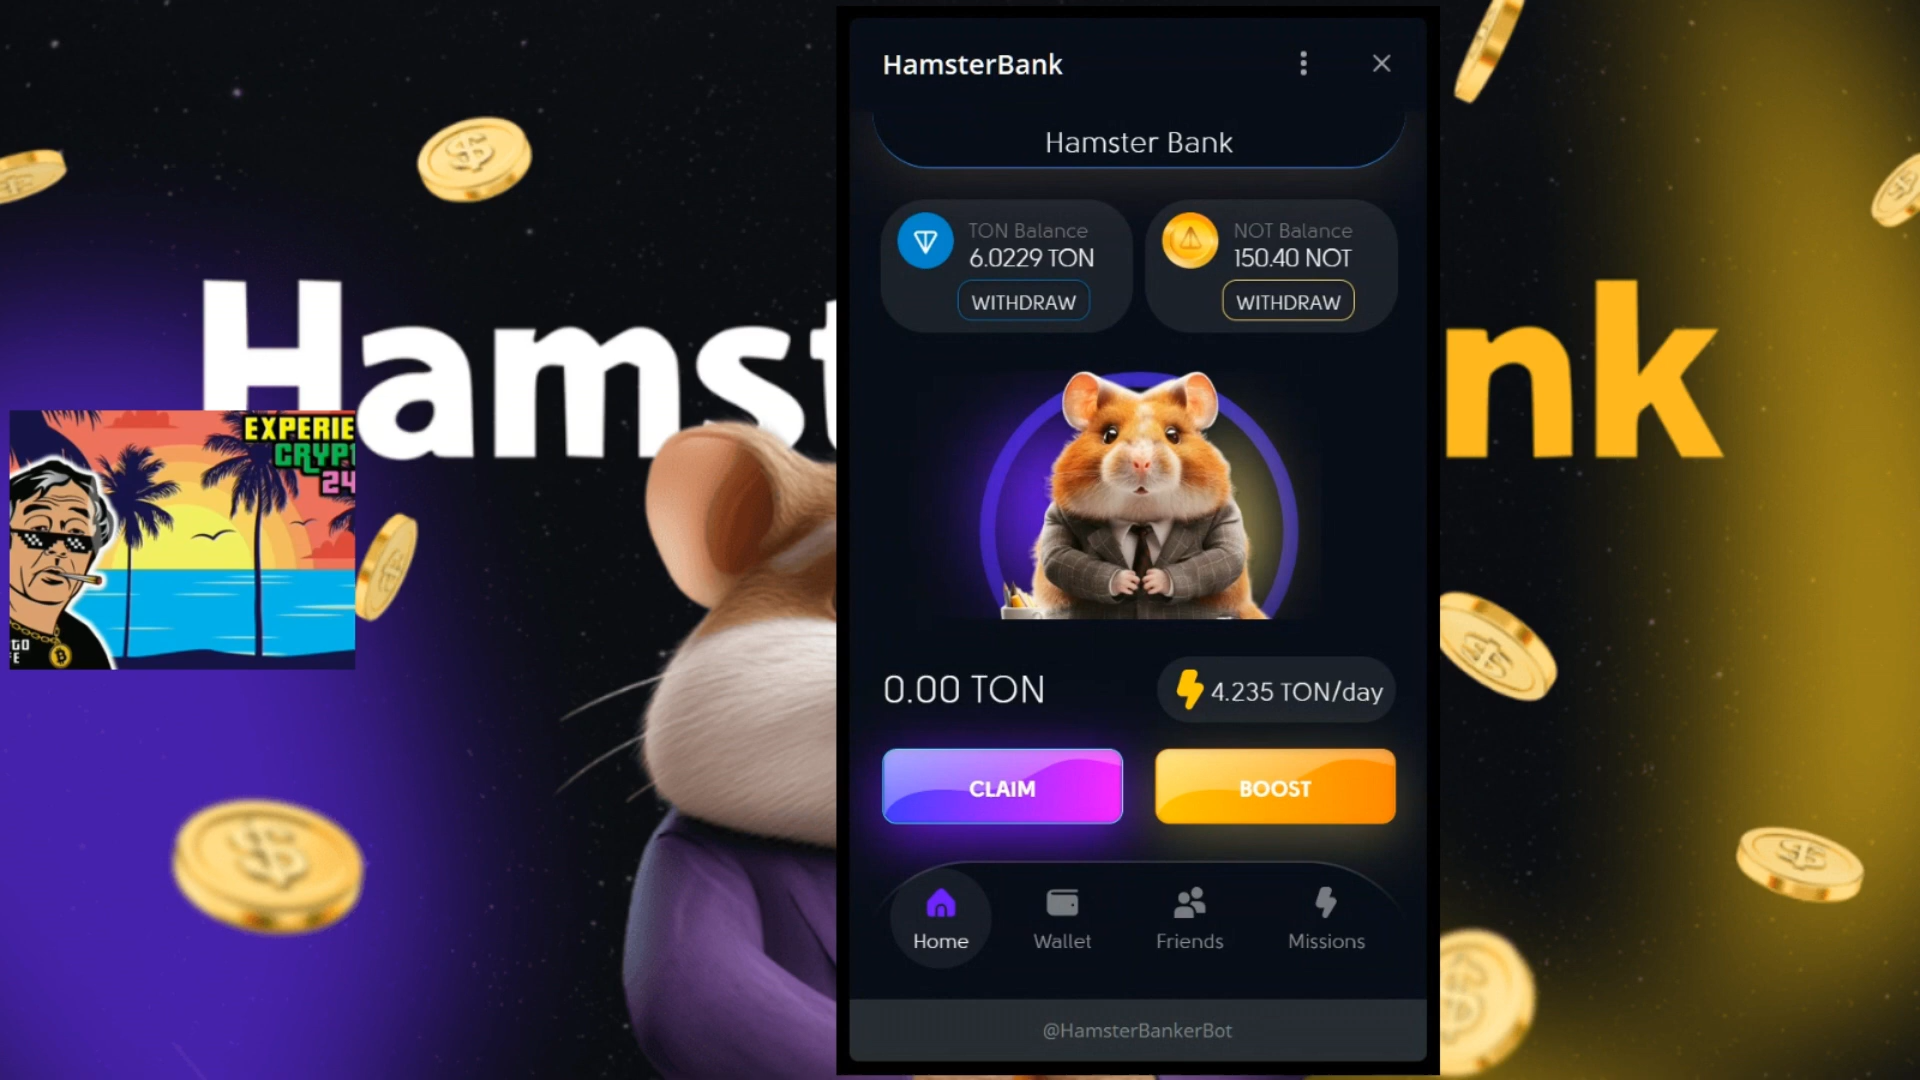 HamsterBank
Hamster Bank
TON Balance
6.0229 TON
WITHDRAW
NOT Balance
150.40 NOT
WITHDRAW
Hamst
nk
EXPERIE
CRYPT
24
0.00 TON
4.235 TON/day
CLAIM
BOOST
Home
Wallet
Friends
Missions
@HamsterBankerBot